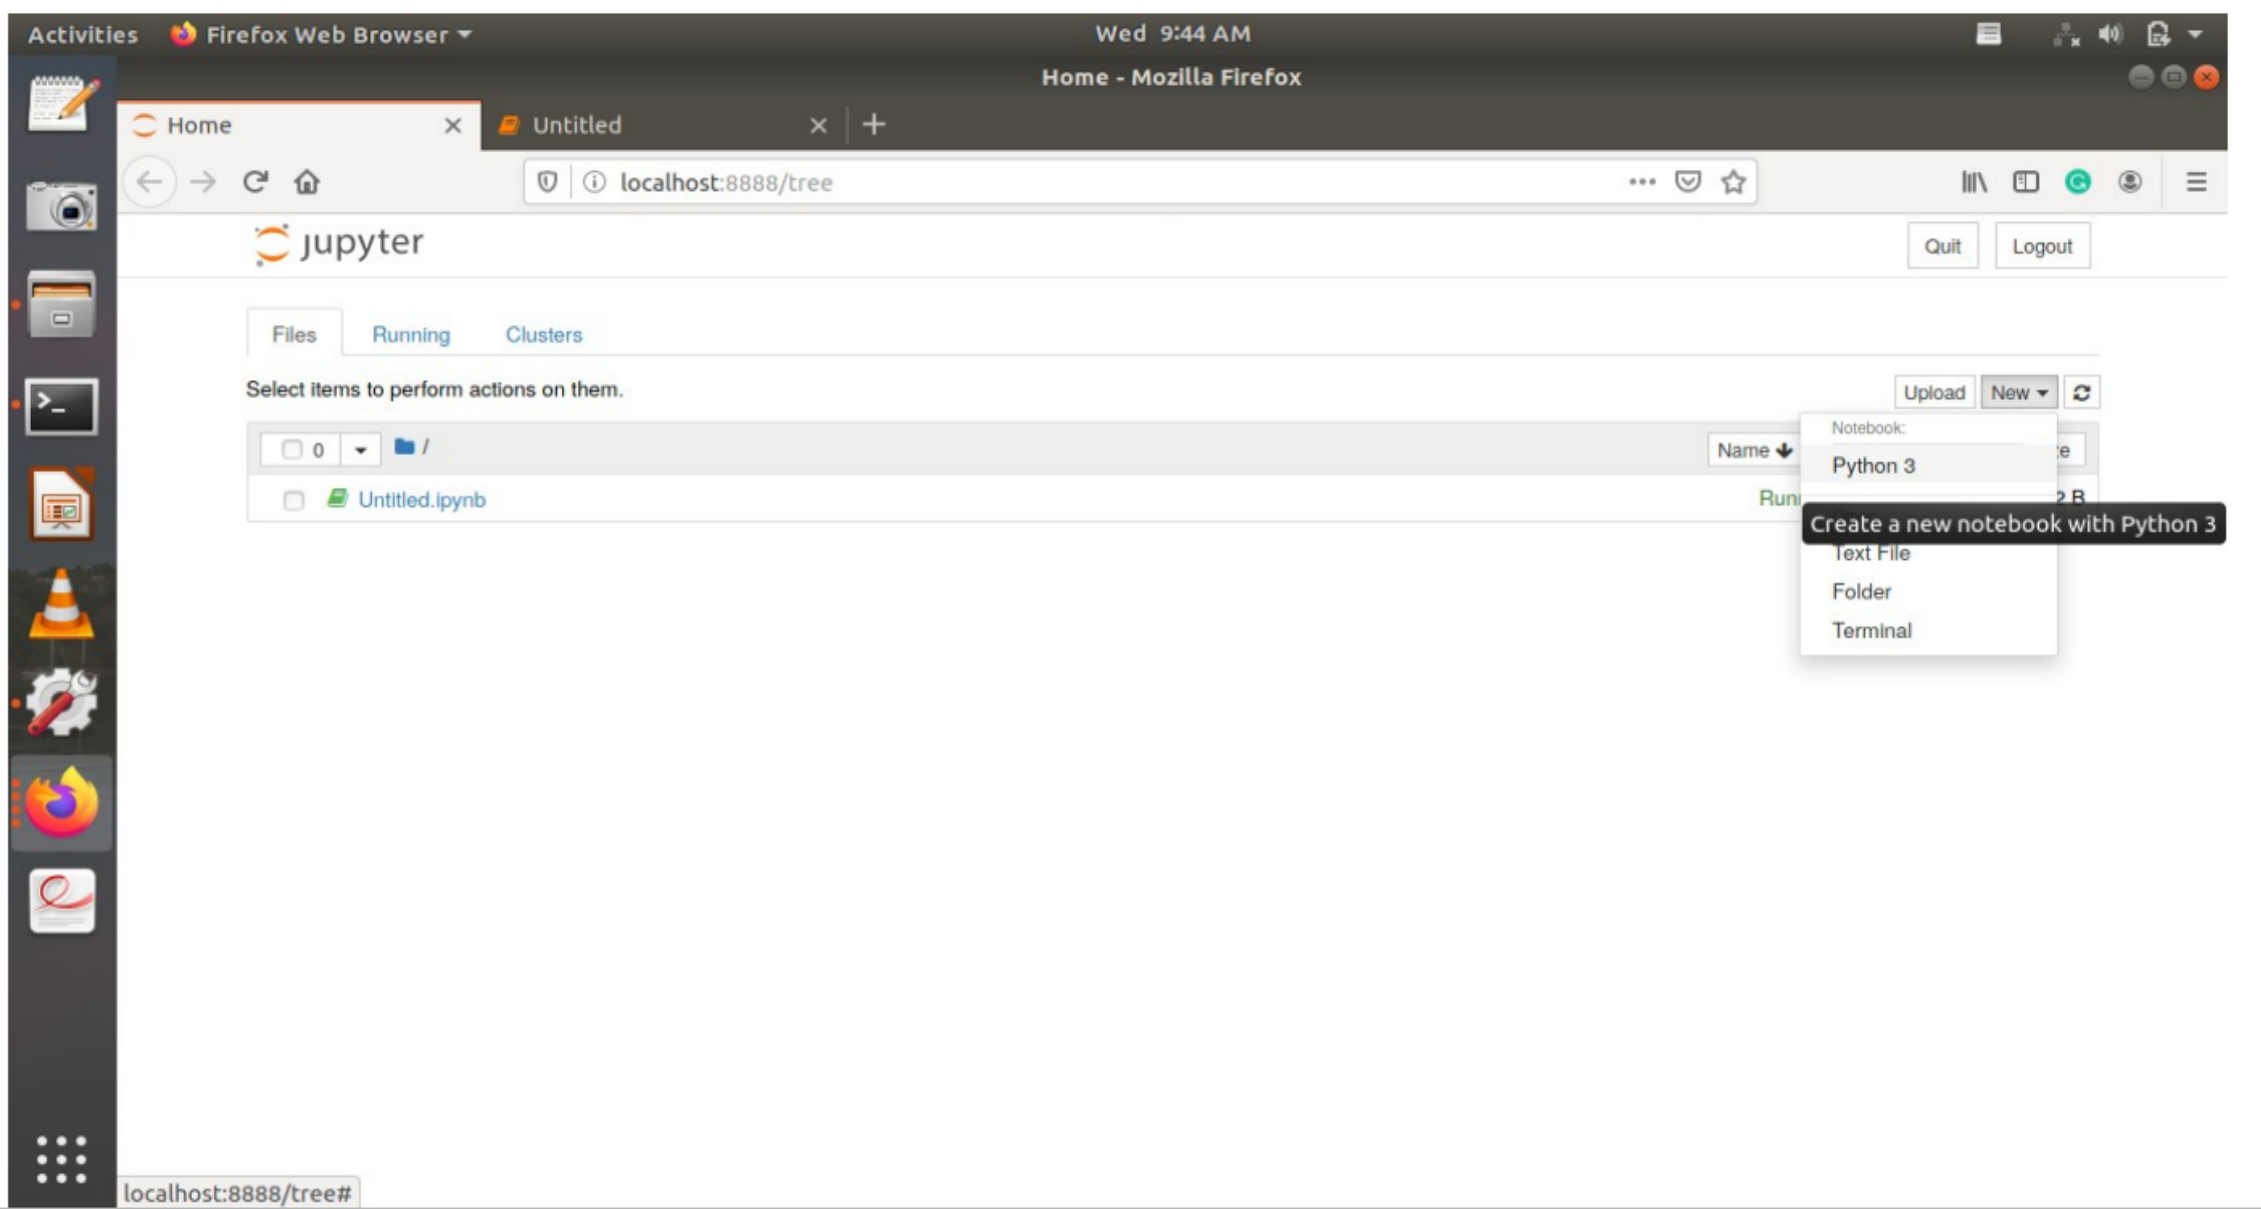 Activities Firefox Web Browser Wed 9:44 AM
Home - Mozilla Firefox
Home Untitled
localhost:8888/tree
jupyter Quit Logout
Files Running Clusters
Select items to perform actions on them. Upload New
0 / Name
Notebook:
Python 3
Untitled.ipynb 2 B
Create a new notebook with Python 3
Text File
Folder
Terminal
localhost:8888/tree#